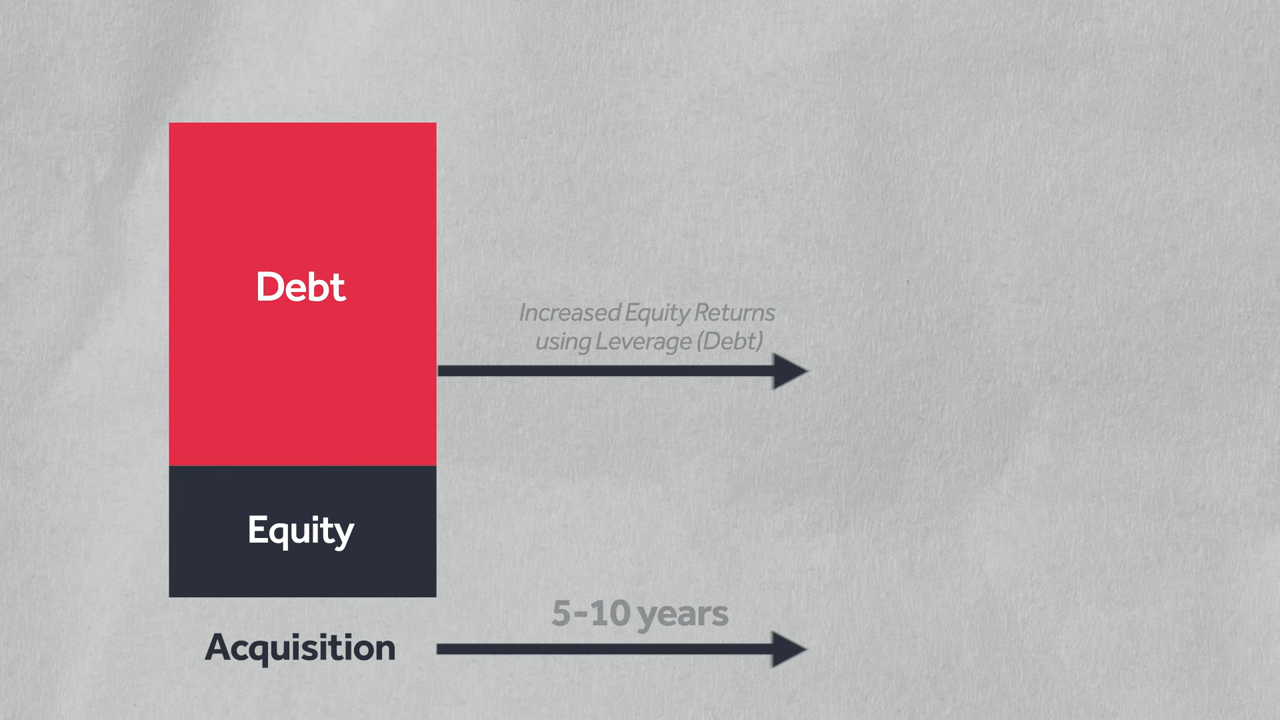 Debt
Increased Equity Returns
using Leverage (Debt)
Equity
5-10 years
Acquisition